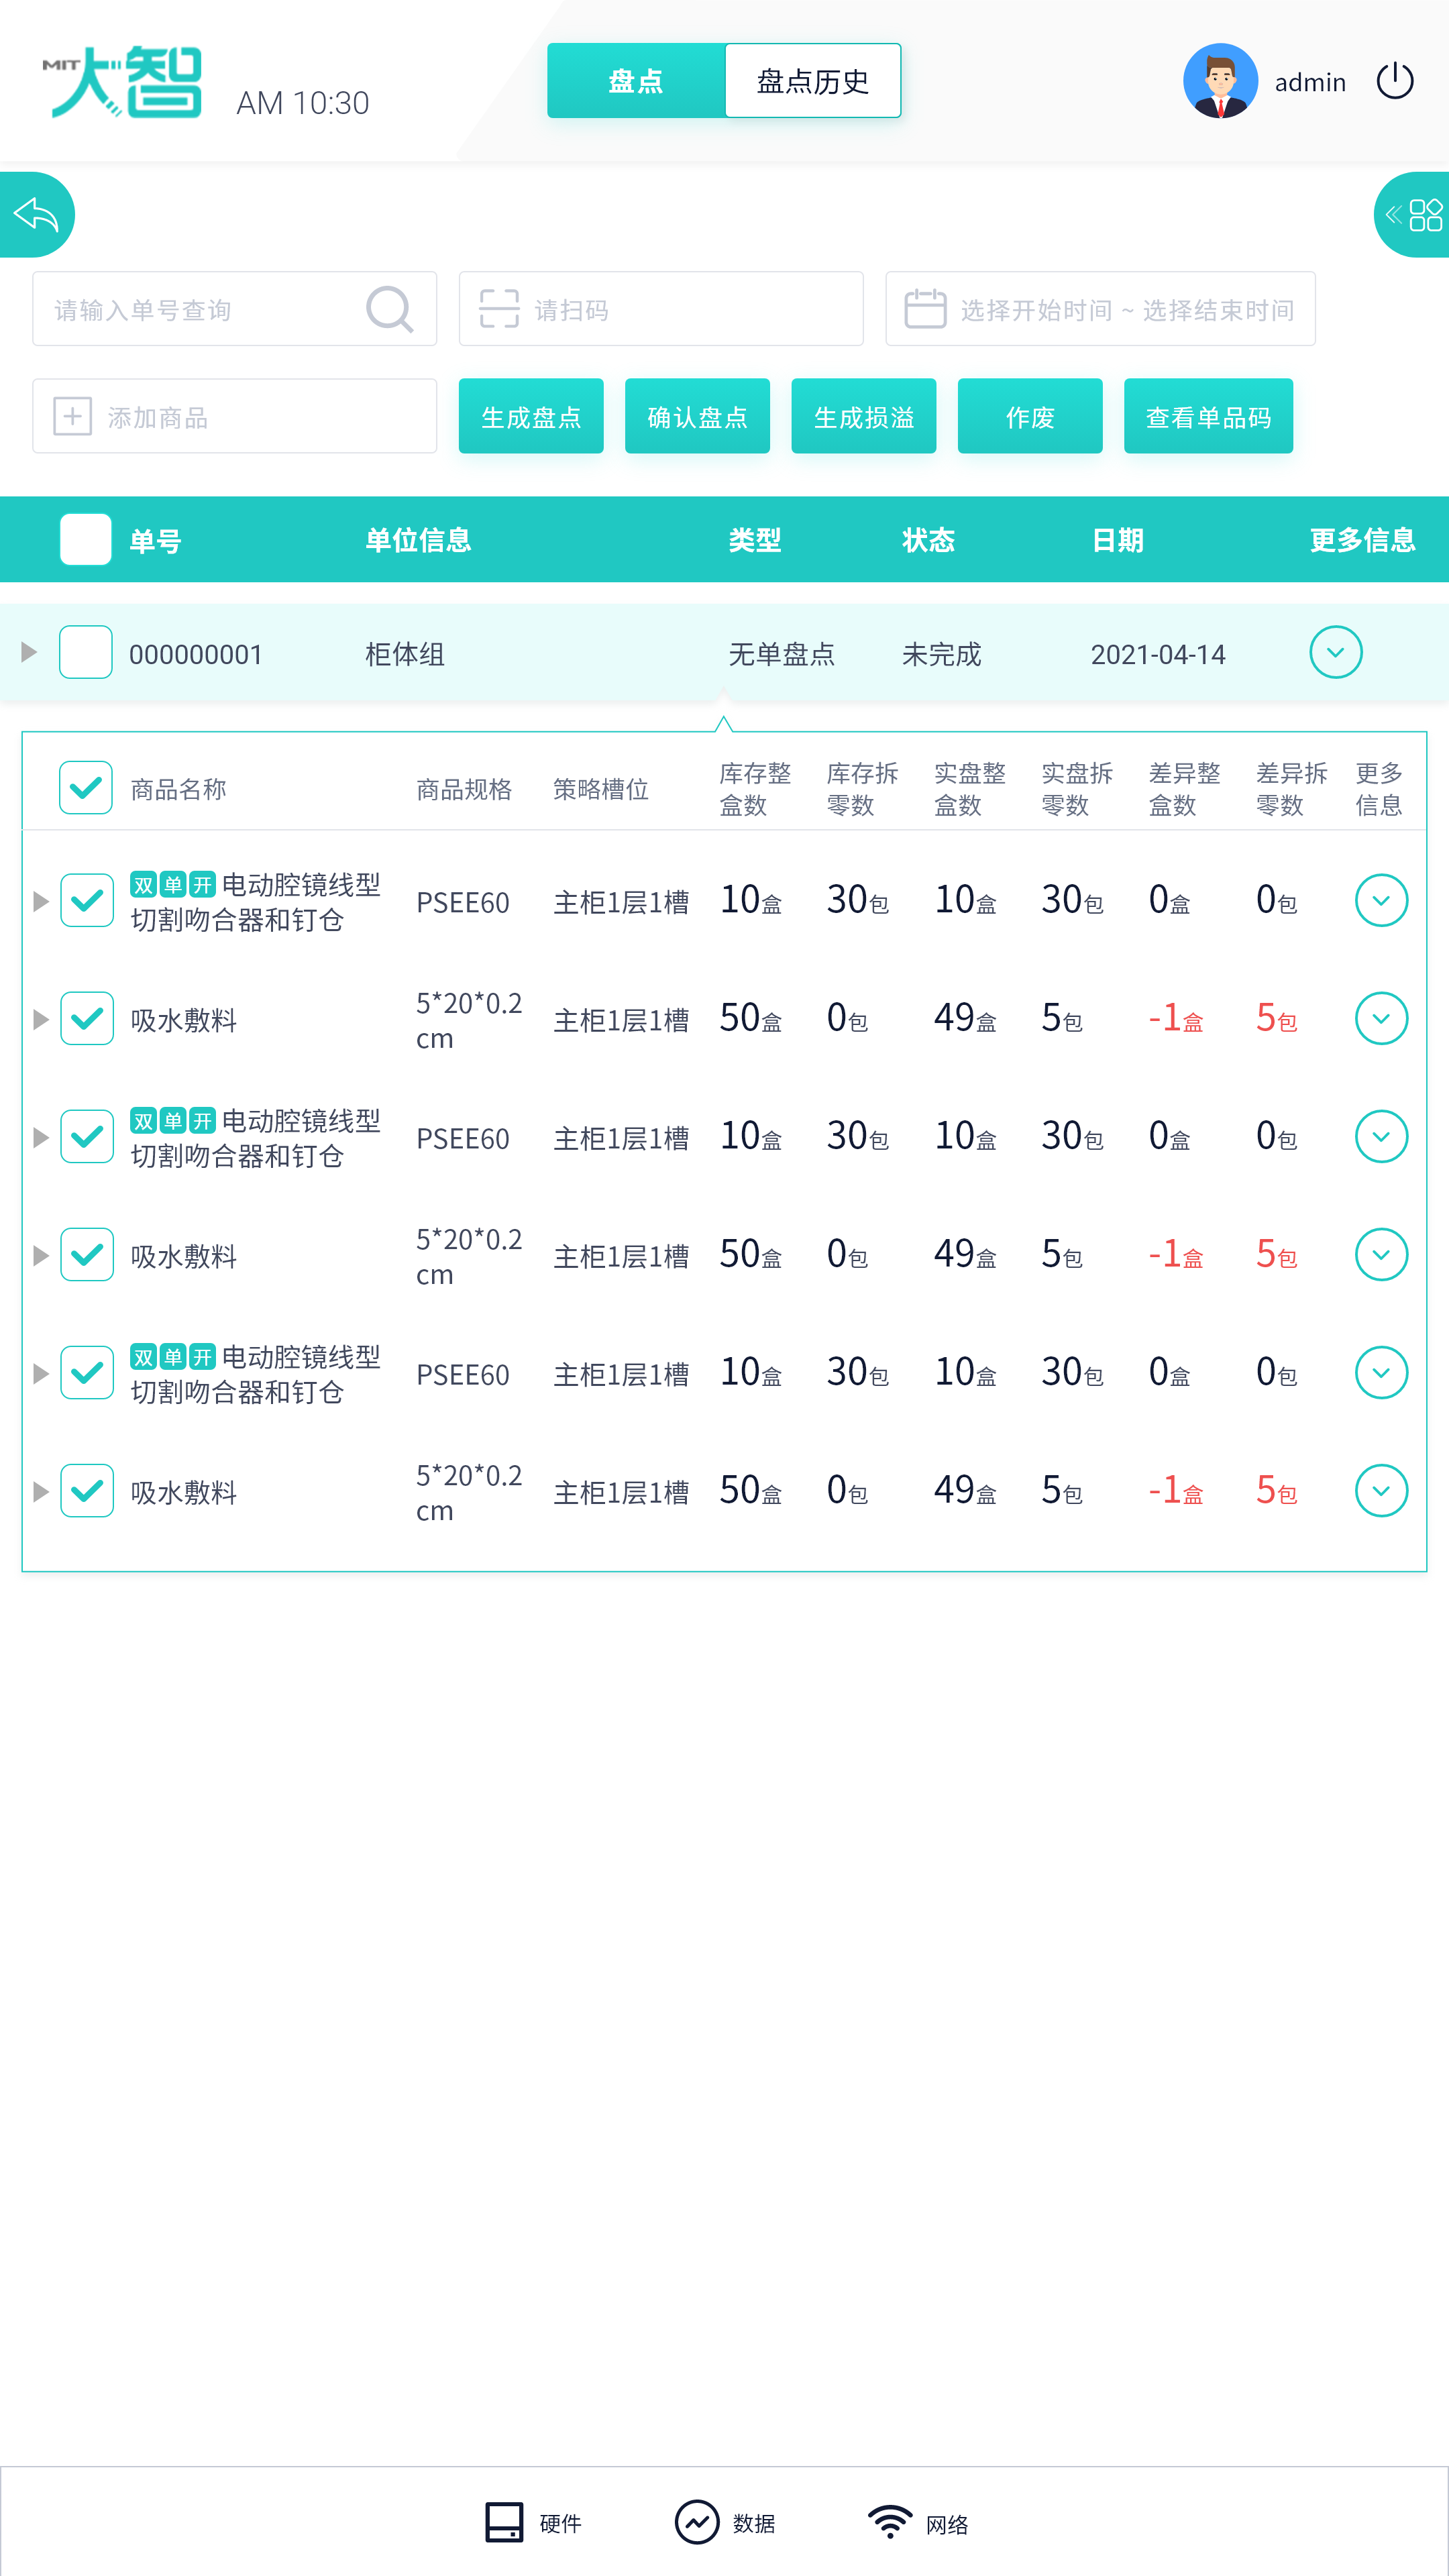 MIT大智
AM 10:30
盘点
盘点历史
admin
请输入单号查询
请扫码
选择开始时间 ~ 选择结束时间
添加商品
生成盘点
确认盘点
生成损溢
作废
查看单品码
单号 单位信息 类型 状态 日期 更多信息
000000001 柜体组 无单盘点 未完成 2021-04-14
商品名称
商品规格
策略槽位
库存整
盒数
库存拆
零数
实盘整
盒数
实盘拆
零数
差异整
盒数
差异拆
零数
更多
信息
双 单 开 电动腔镜线型
切割吻合器和钉仓
PSEE60
主柜1层1槽
10盒 30包 10盒 30包 0盒 0包
吸水敷料
5*20*0.2
cm
主柜1层1槽
50盒 0包 49盒 5包 -1盒 5包
双 单 开 电动腔镜线型
切割吻合器和钉仓
PSEE60
主柜1层1槽
10盒 30包 10盒 30包 0盒 0包
吸水敷料
5*20*0.2
cm
主柜1层1槽
50盒 0包 49盒 5包 -1盒 5包
双 单 开 电动腔镜线型
切割吻合器和钉仓
PSEE60
主柜1层1槽
10盒 30包 10盒 30包 0盒 0包
吸水敷料
5*20*0.2
cm
主柜1层1槽
50盒 0包 49盒 5包 -1盒 5包
硬件
数据
网络